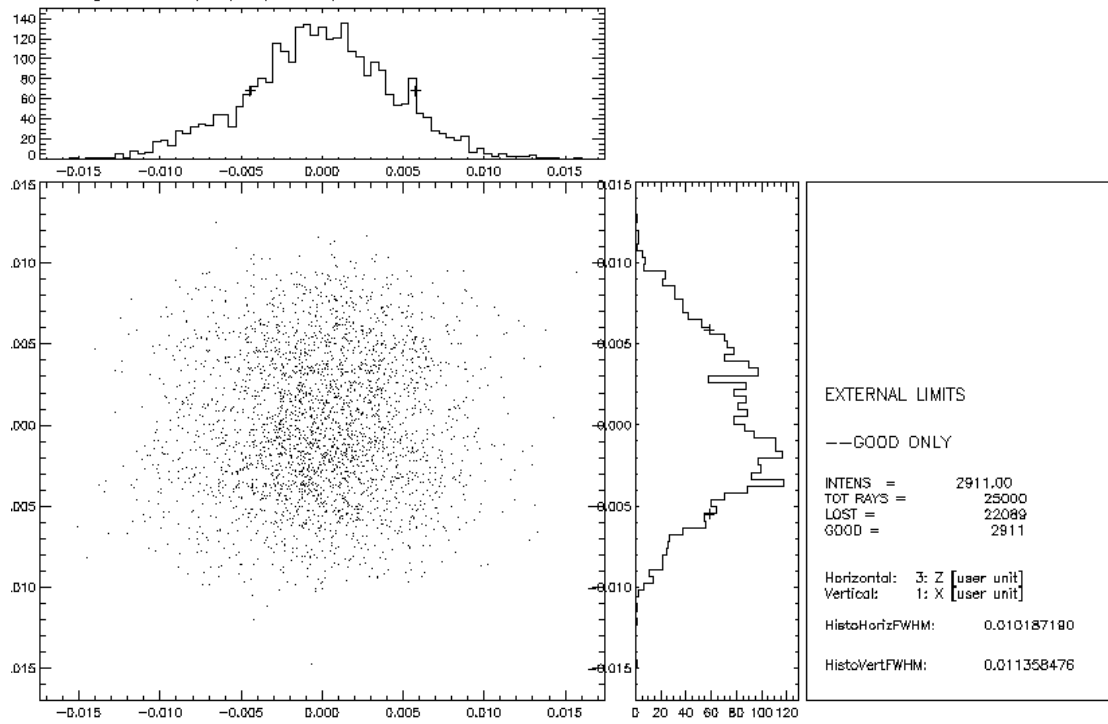 140
120
100
80
60
40
20
0
-0.015 -0.010 -0.005 0.000 0.005 0.010 0.015
.015
.010
.005
.000
.005
.010
.015
-0.015 -0.010 -0.005 0.000 0.005 0.010 0.015
0.015
0.010
0.005
-0.000
-0.005
-0.010
-0.015
0 20 40 60 80 100 120
EXTERNAL LIMITS
--GOOD ONLY
INTENS = 2911.00
TOT RAYS = 25000
LOST = 22089
GOOD = 2911
Horizontal: 3: Z [user unit]
Vertical: 1: X [user unit]
HistoHorizFWHM: 0.010187190
HistoVertFWHM: 0.011358476